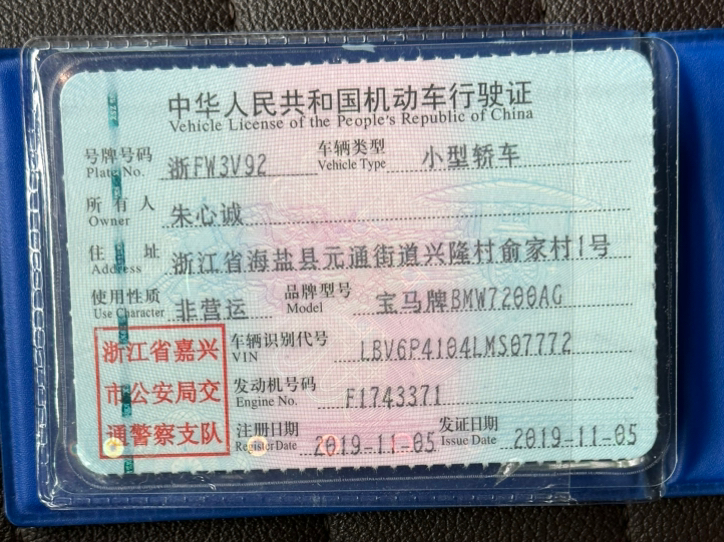 中华人民共和国机动车行驶证
Vehicle License of the People's Republic of China
号牌号码 Plate No. 浙FW3V92 车辆类型 Vehicle Type 小型轿车
所有人 Owner 朱心诚
住址 Address 浙江省海盐县元通街道兴隆村俞家村1号
使用性质 Use Character 非营运 品牌型号 Model 宝马牌BMW7200AG
浙江省嘉兴
市公安局交
通警察支队
车辆识别代号 VIN LBV6P4104LMS07772
发动机号码 Engine No. F1743371
注册日期 Register Date 2019-11-05 发证日期 Issue Date 2019-11-05